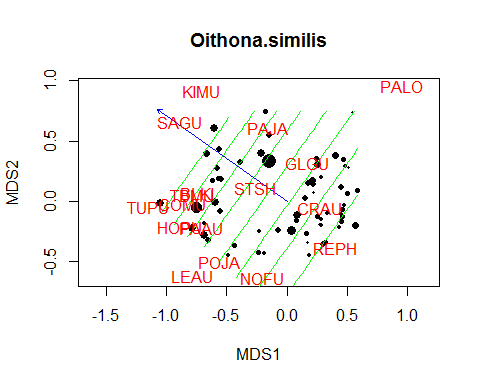 Oithona.similis
MDS2
1.0
0.5
0.0
-0.5
KIMU
PALO
SAGU
PAJA
GLGU
STSH
TUPU
CRAU
REPH
POJA
LEAU
NOFU
-1.5 -1.0 -0.5 0.0 0.5 1.0
MDS1